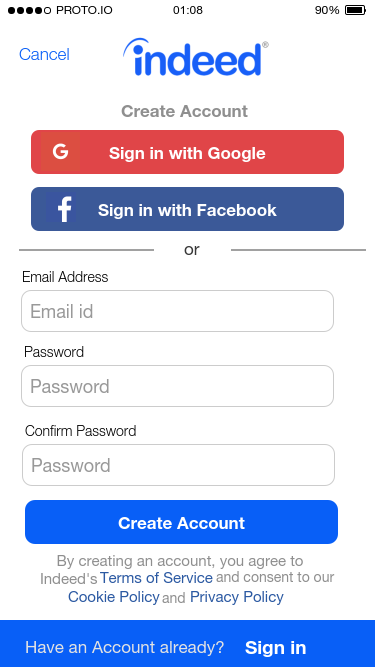 PROTO.IO 01:08 90%
Cancel indeed®
Create Account
G Sign in with Google
f Sign in with Facebook
or
Email Address
Email id
Password
Password
Confirm Password
Password
Create Account
By creating an account, you agree to
Indeed's Terms of Service and consent to our
Cookie Policy and Privacy Policy
Have an Account already? Sign in